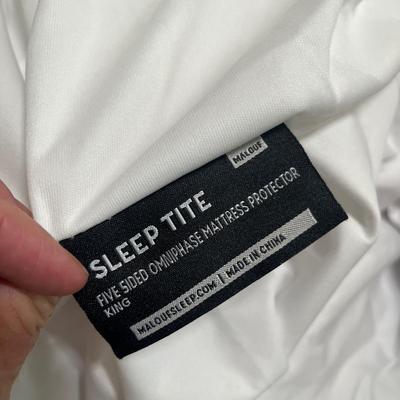 MALOUF
SLEEP TITE
FIVE SIDED OMNIPHASE MATTRESS PROTECTOR
KING
MALOUFSLEEP.COM | MADE IN CHINA